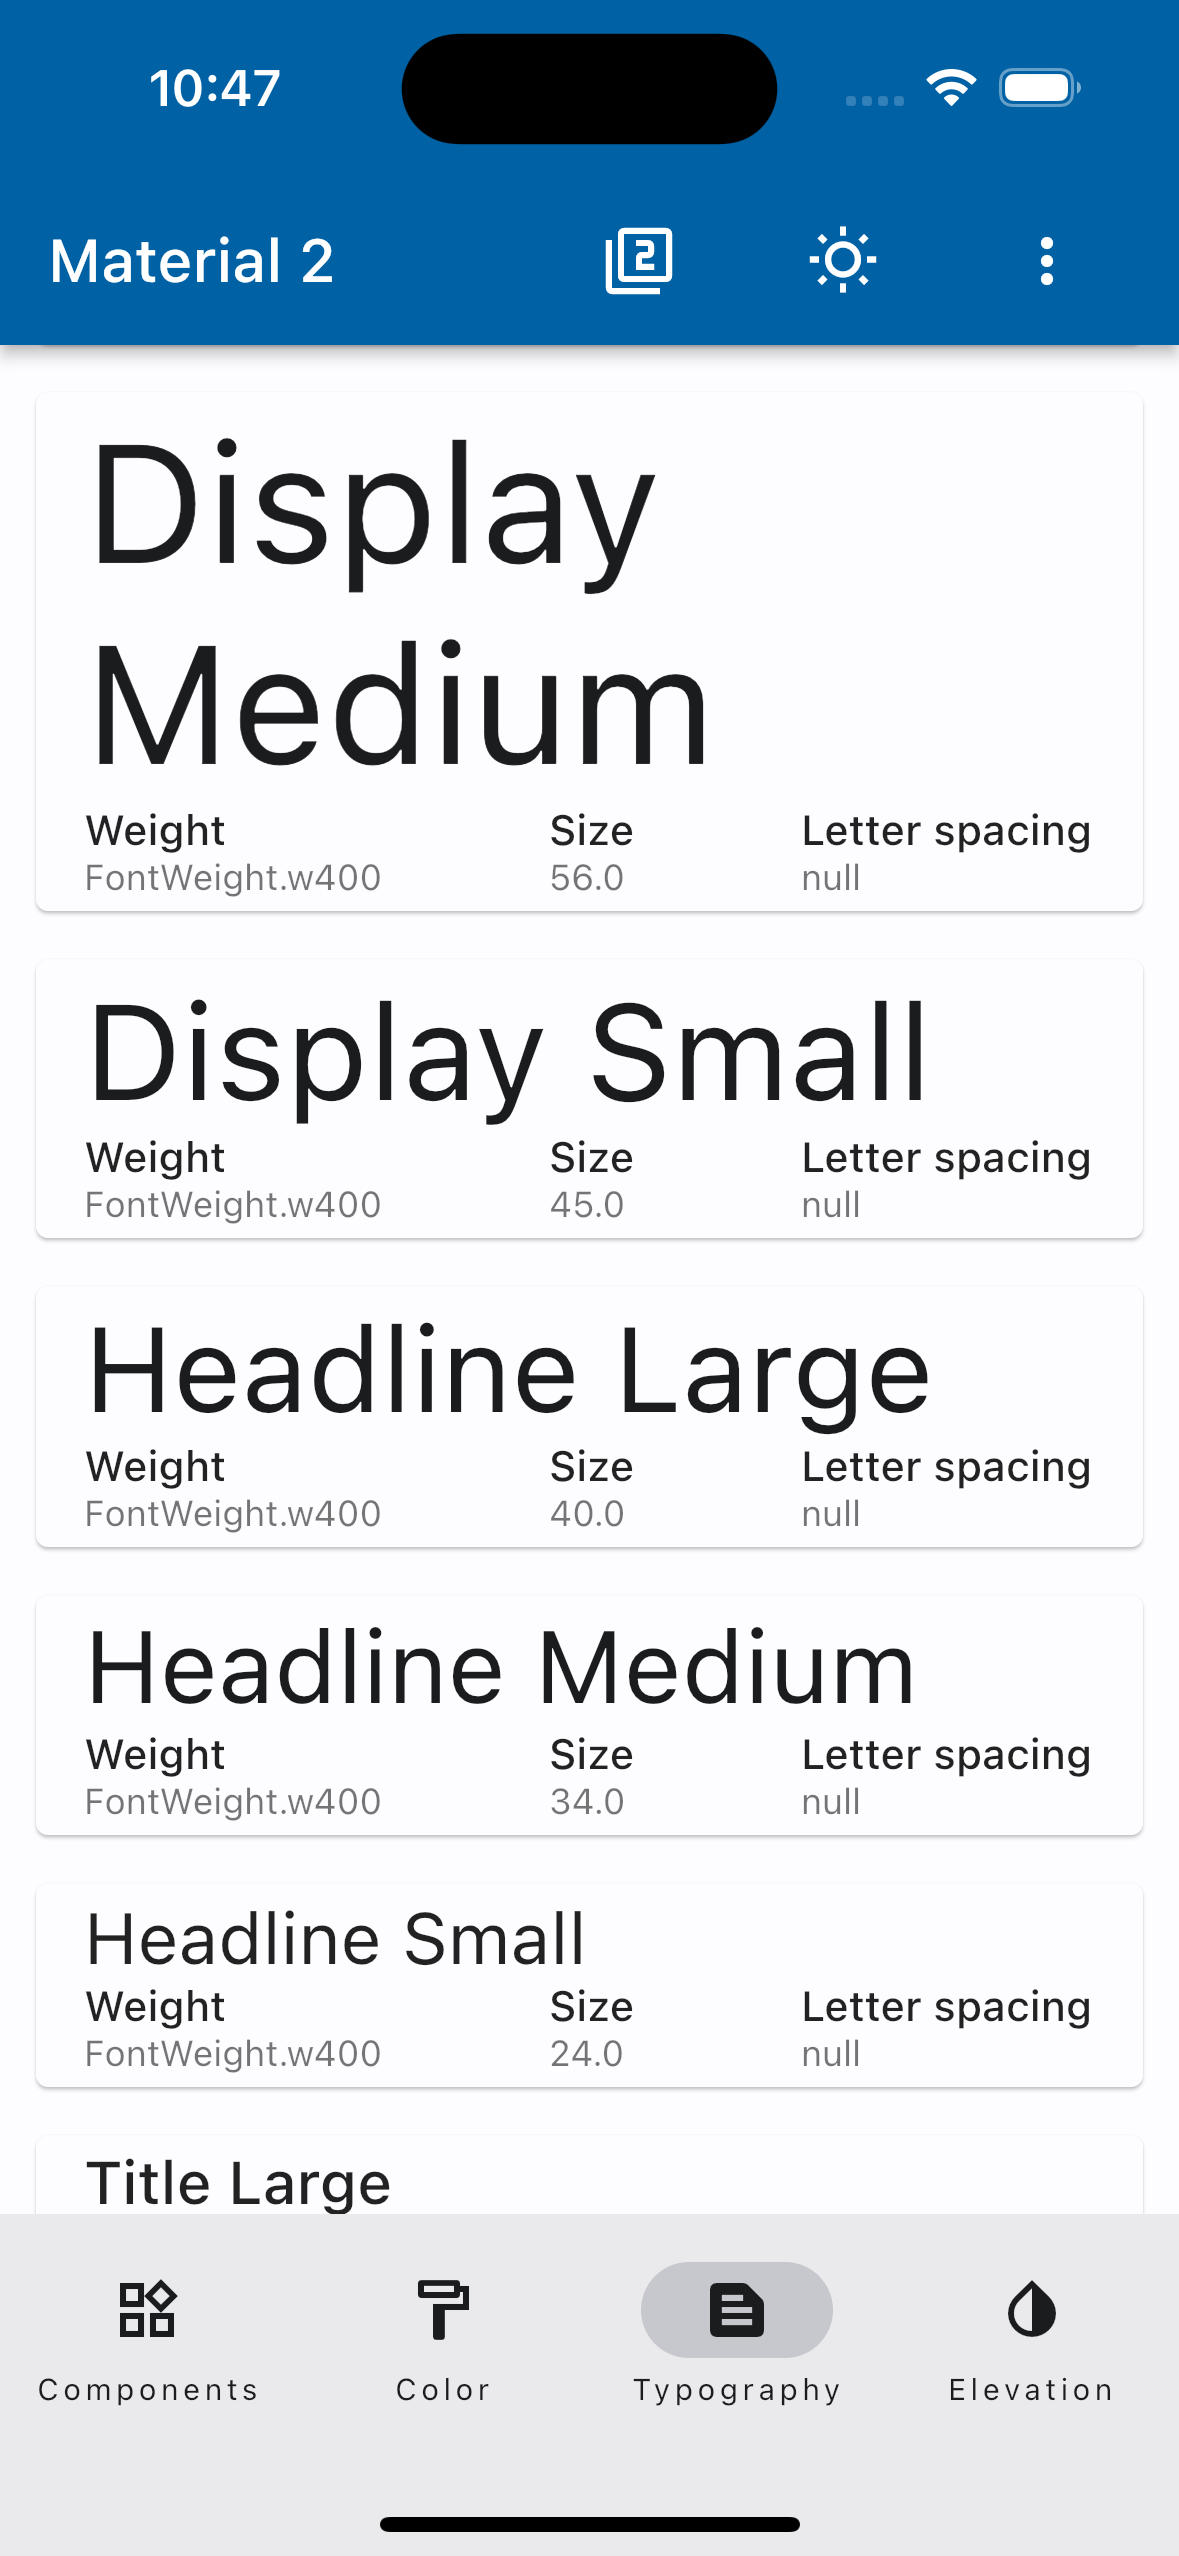 10:47
Material 2
2
Display
Medium
Weight Size Letter spacing
FontWeight.w400 56.0 null
Display Small
Weight Size Letter spacing
FontWeight.w400 45.0 null
Headline Large
Weight Size Letter spacing
FontWeight.w400 40.0 null
Headline Medium
Weight Size Letter spacing
FontWeight.w400 34.0 null
Headline Small
Weight Size Letter spacing
FontWeight.w400 24.0 null
Title Large
Components Color Typography Elevation